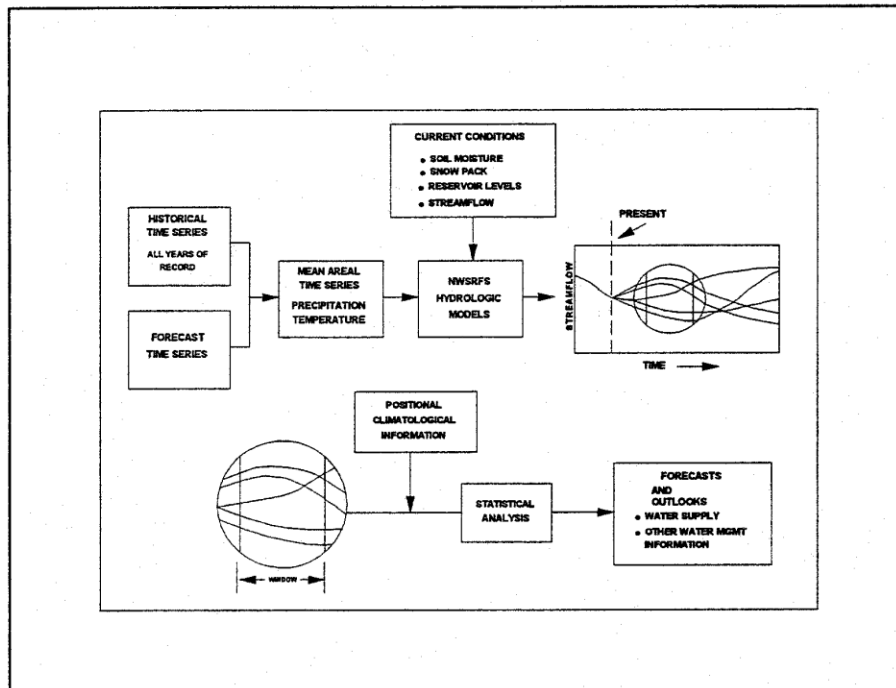 CURRENT CONDITIONS
• SOIL MOISTURE
• SNOW PACK
• RESERVOIR LEVELS
• STREAMFLOW
HISTORICAL
TIME SERIES
ALL YEARS OF
RECORD
FORECAST
TIME SERIES
MEAN AREAL
TIME SERIES
PRECIPITATION
TEMPERATURE
NWSRFS
HYDROLOGIC
MODELS
PRESENT
STREAMFLOW
TIME
POSITIONAL
CLIMATOLOGICAL
INFORMATION
WINDOW
STATISTICAL
ANALYSIS
FORECASTS
AND
OUTLOOKS
• WATER SUPPLY
• OTHER WATER MGMT
INFORMATION